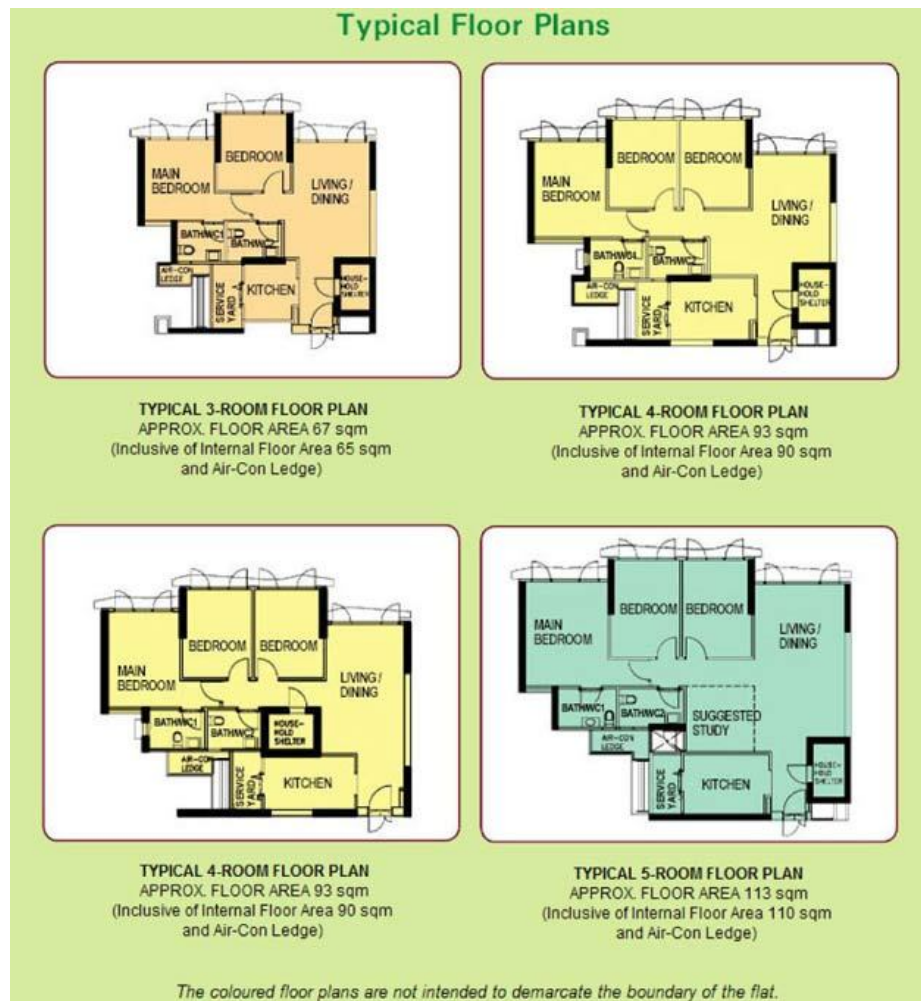 Typical Floor Plans
BEDROOM
MAIN
BEDROOM
LIVING /
DINING
BATH/WC1
BATH/WC2
AIR-CON
LEDGE
SERVICE
YARD
KITCHEN
HOUSE-
HOLD
SHELTER
TYPICAL 3-ROOM FLOOR PLAN
APPROX. FLOOR AREA 67 sqm
(Inclusive of Internal Floor Area 65 sqm
and Air-Con Ledge)
BEDROOM
BEDROOM
MAIN
BEDROOM
LIVING /
DINING
BATH/WC1
BATH/WC2
AIR-CON
LEDGE
SERVICE
YARD
KITCHEN
HOUSE-
HOLD
SHELTER
TYPICAL 4-ROOM FLOOR PLAN
APPROX. FLOOR AREA 93 sqm
(Inclusive of Internal Floor Area 90 sqm
and Air-Con Ledge)
BEDROOM
BEDROOM
MAIN
BEDROOM
LIVING /
DINING
BATH/WC1
BATH/WC2
HOUSE-
HOLD
SHELTER
AIR-CON
LEDGE
SERVICE
YARD
KITCHEN
TYPICAL 4-ROOM FLOOR PLAN
APPROX. FLOOR AREA 93 sqm
(Inclusive of Internal Floor Area 90 sqm
and Air-Con Ledge)
BEDROOM
BEDROOM
MAIN
BEDROOM
LIVING /
DINING
BATH/WC1
BATH/WC2
SUGGESTED
STUDY
AIR-CON
LEDGE
SERVICE
YARD
KITCHEN
HOUSE-
HOLD
SHELTER
TYPICAL 5-ROOM FLOOR PLAN
APPROX. FLOOR AREA 113 sqm
(Inclusive of Internal Floor Area 110 sqm
and Air-Con Ledge)
The coloured floor plans are not intended to demarcate the boundary of the flat.